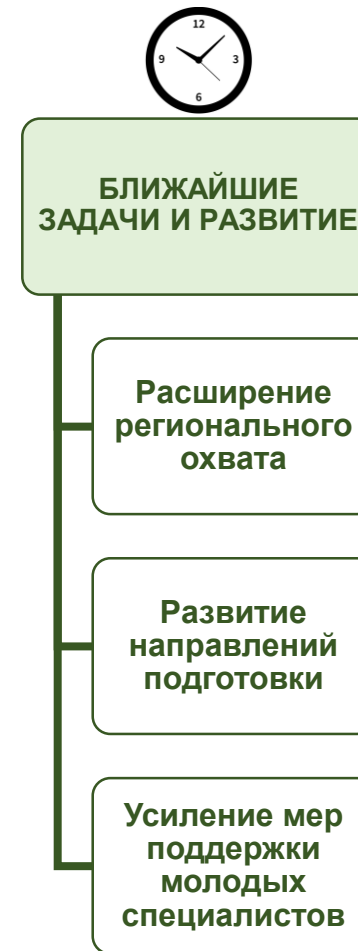 12
9
3
6
БЛИЖАЙШИЕ
ЗАДАЧИ И РАЗВИТИЕ
Расширение
регионального
охвата
Развитие
направлений
подготовки
Усиление мер
поддержки
молодых
специалистов